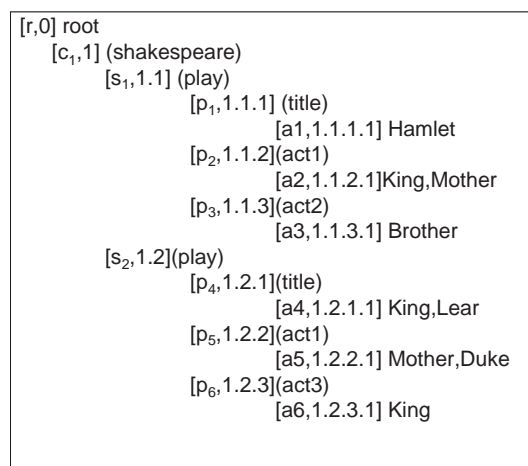 [r,0] root
[c₁,1] (shakespeare)
[s₁,1.1] (play)
[p₁,1.1.1] (title)
[a1,1.1.1.1] Hamlet
[p₂,1.1.2](act1)
[a2,1.1.2.1]King,Mother
[p₃,1.1.3](act2)
[a3,1.1.3.1] Brother
[s₂,1.2](play)
[p₄,1.2.1](title)
[a4,1.2.1.1] King,Lear
[p₅,1.2.2](act1)
[a5,1.2.2.1] Mother,Duke
[p₆,1.2.3](act3)
[a6,1.2.3.1] King